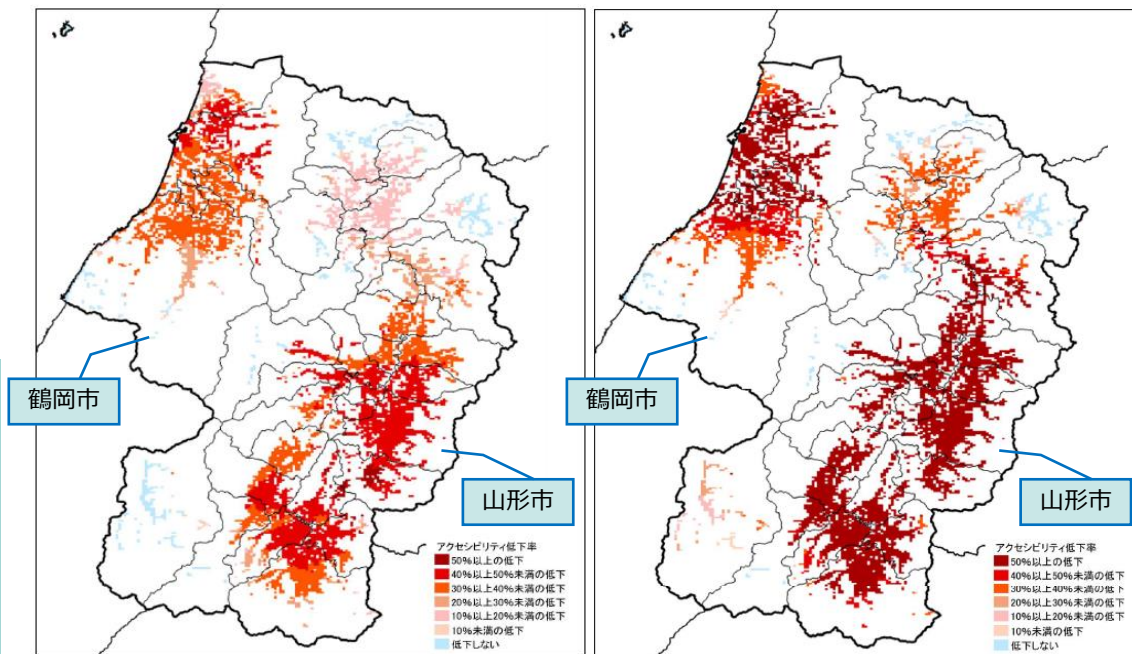 鶴岡市
山形市
アクセシビリティ低下率
50%以上の低下
40%以上50%未満の低下
30%以上40%未満の低下
20%以上30%未満の低下
10%以上20%未満の低下
10%未満の低下
低下しない
鶴岡市
山形市
アクセシビリティ低下率
50%以上の低下
40%以上50%未満の低下
30%以上40%未満の低下
20%以上30%未満の低下
10%以上20%未満の低下
10%未満の低下
低下しない